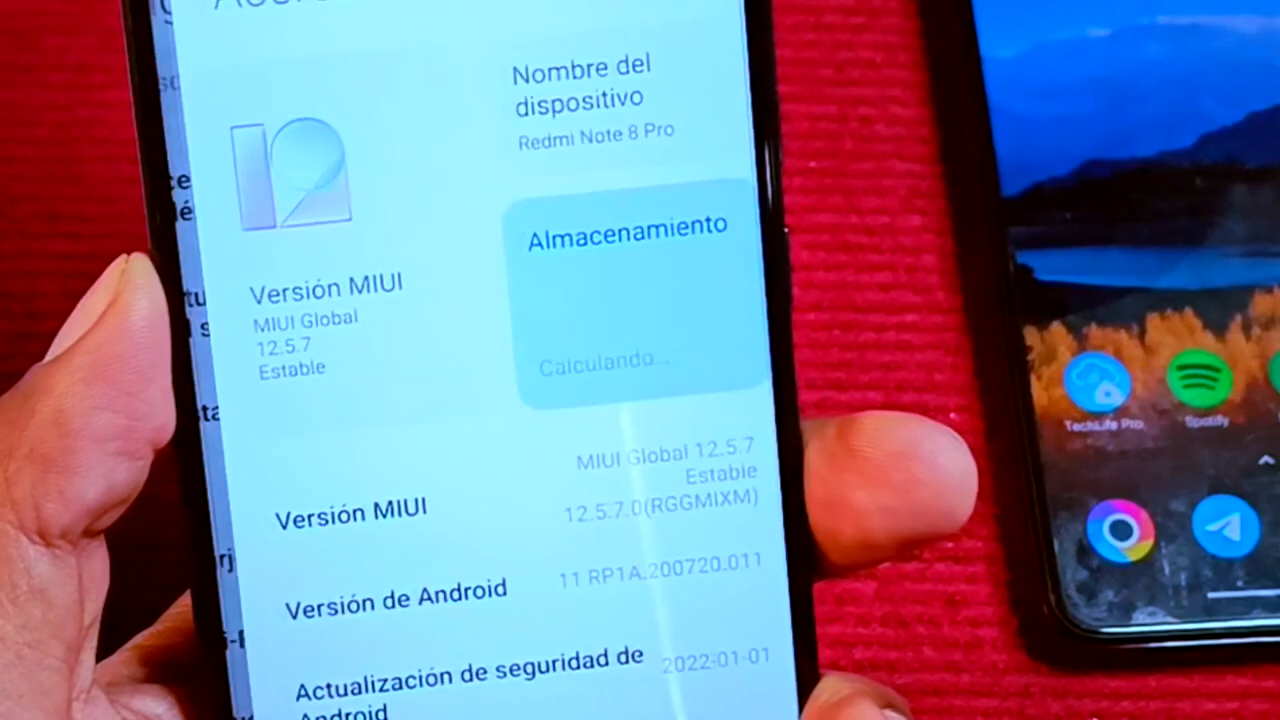 12
Nombre del
dispositivo
Redmi Note 8 Pro
Almacenamiento
Calculando...
Versión MIUI
MIUI Global
12.5.7
Estable
Versión MIUI
MIUI Global 12.5.7
Estable
12.5.7.0(RGGMIXM)
Versión de Android
11 RP1A.200720.011
Actualización de seguridad de
Android
2022-01-01
TechLife Pro
Spotify